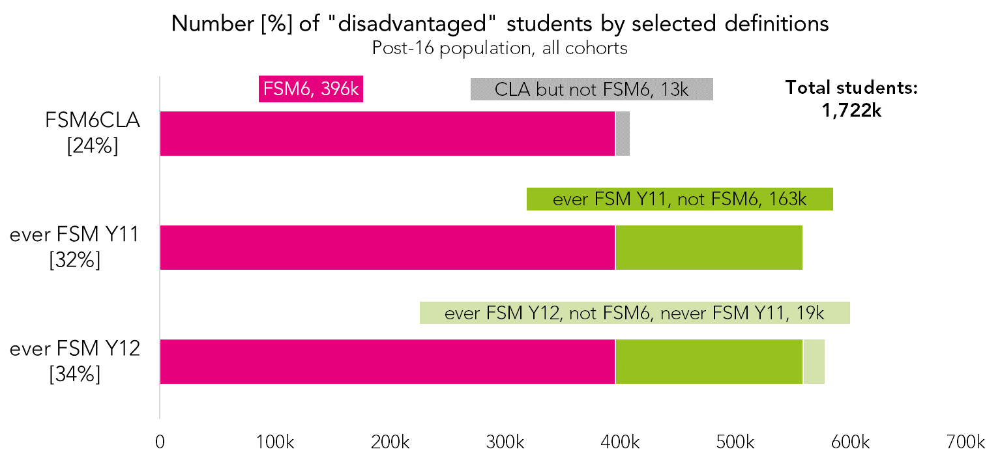 Number [%] of "disadvantaged" students by selected definitions
Post-16 population, all cohorts
FSM6, 396k
CLA but not FSM6, 13k
Total students:
1,722k
FSM6CLA
[24%]
ever FSM Y11, not FSM6, 163k
ever FSM Y11
[32%]
ever FSM Y12, not FSM6, never FSM Y11, 19k
ever FSM Y12
[34%]
0 100k 200k 300k 400k 500k 600k 700k